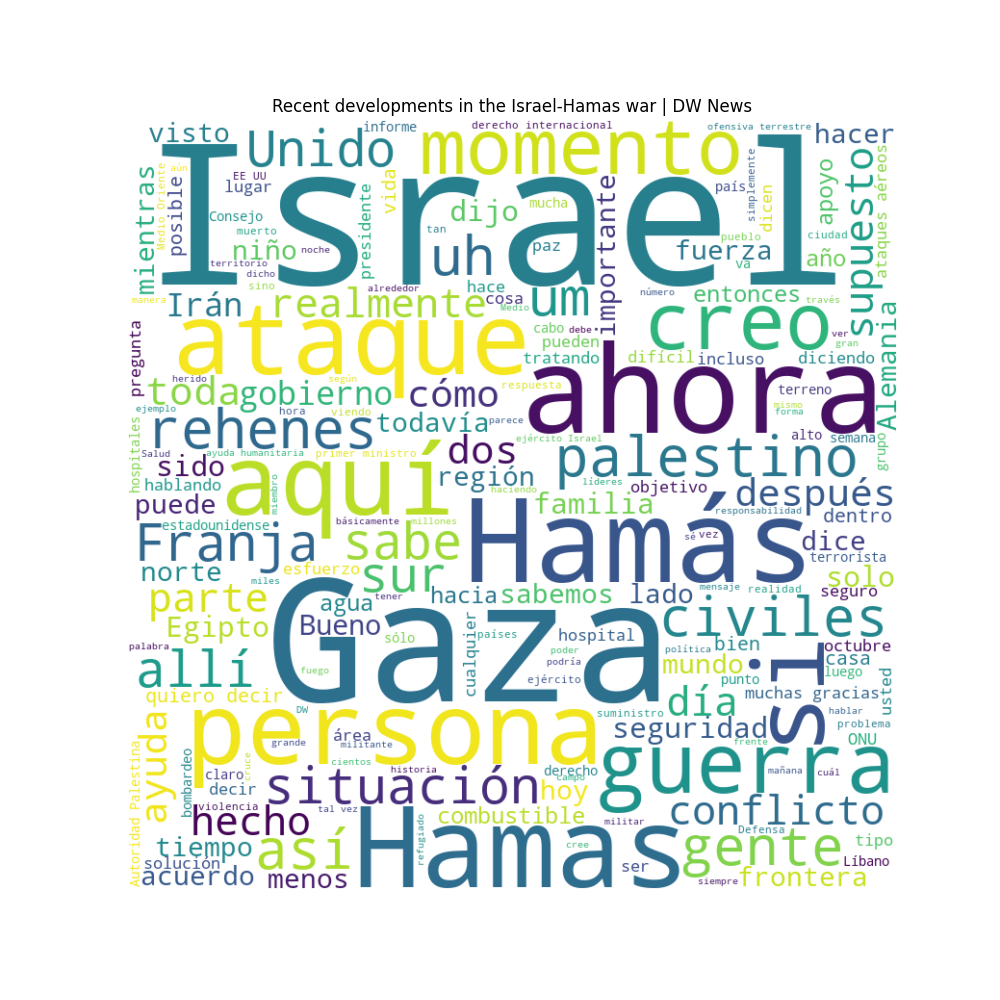 Recent developments in the Israel-Hamas war | DW News
visto
informe
derecho internacional
ofensiva terrestre
hacer
Unido
momento
Israel
mientras
Medio Oriente
aún
posible
EE UU
lugar
Consejo
muerto
niño
noche
territorio
dicho
sino
presidente
vida
dijo
mucha
tan
uh
paz
importante
fuerza
país
simplemente
dicen
pueblo
va
ciudad
apoyo
año
supuesto
ataques aéreos
manera
Irán
alrededor
realmente
hace
cosa
Medio
um
número
entonces
través
creo
ver
gran
Alemania
pregunta
ataque
cabo
debe
pueden
tratando
difícil
incluso
diciendo
herido
según
toda
gobierno
cómo
respuesta
ahora
terreno
mismo
forma
ejemplo
hora
viendo
rehenes
todavía
parece
dos
ejército Israel
palestino
alto
semana
grupo
hospitales
Salud
ayuda humanitaria
primer ministro
sido
hablando
miembro
aquí
región
líderes
objetivo
después
puede
haciendo
familia
estadounidense
básicamente
millones
Hamás
sé
vez
responsabilidad
dentro
Franja
sabe
dice
terrorista
norte
esfuerzo
sur
miles
solo
parte
agua
tener
hacia
sabemos
lado
mensaje
realidad
seguro
Egipto
Bueno
sólo
cualquier
países
hospital
civiles
palabra
poder
podría
política
bien
octubre
allí
fuego
Gaza
ejército
mundo
punto
si
casa
luego
quiero decir
DW
día
muchas gracias
usted
hablar
persona
suministro
seguridad
problema
ayuda
grande
área
militante
frente
ONU
Autoridad Palestina
bombardeo
claro
decir
cruce
cientos
historia
derecho
campo
guerra
mañana
cuál
situación
hoy
violencia
tal vez
hecho
combustible
militar
conflicto
Defensa
tiempo
así
refugiado
Hamas
cree
gente
tipo
solución
Líbano
acuerdo
menos
ser
siempre
frontera